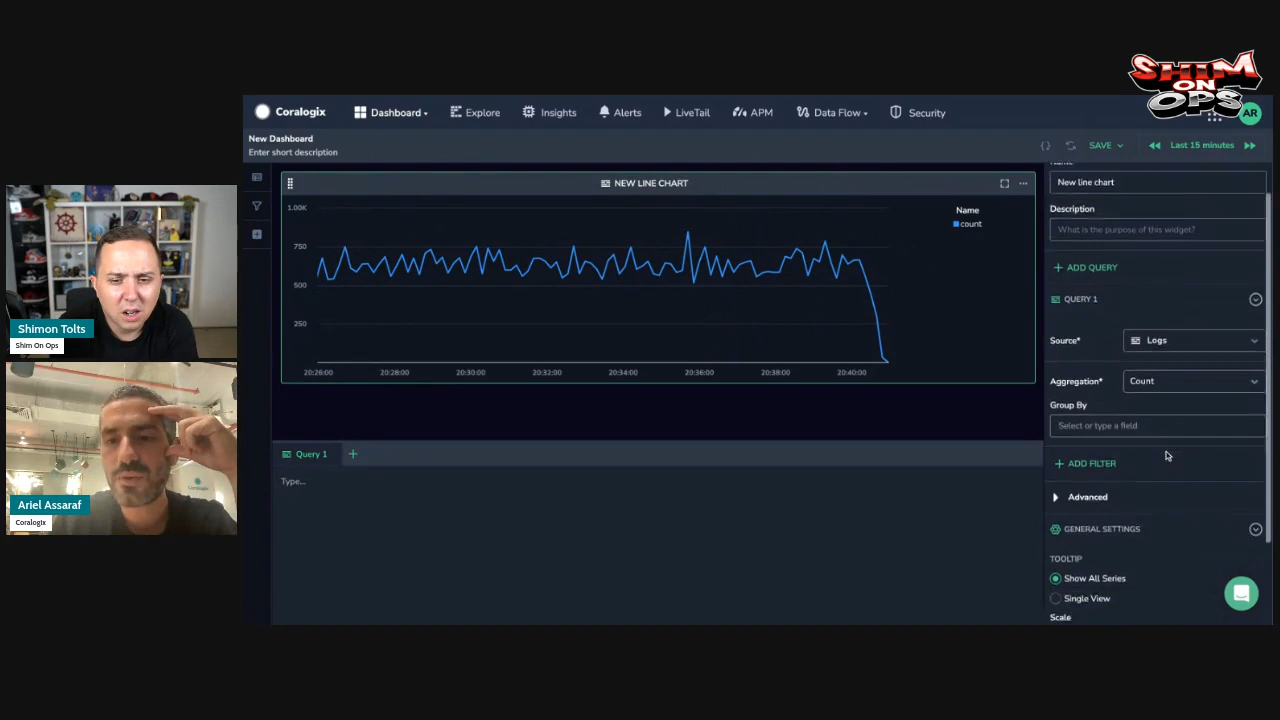 SHIM
ON
OPS
Coralogix
Dashboard
Explore
Insights
Alerts
LiveTail
APM
Data Flow
Security
AR
New Dashboard
Enter short description
{}
SAVE
Last 15 minutes
NEW LINE CHART
...
1.00K
750
500
250
20:26:00
20:28:00
20:30:00
20:32:00
20:34:00
20:36:00
20:38:00
20:40:00
Name
count
New line chart
Description
What is the purpose of this widget?
+ ADD QUERY
QUERY 1
Source*
Logs
Aggregation*
Count
Group By
Select or type a field
+ ADD FILTER
Advanced
GENERAL SETTINGS
TOOLTIP
Show All Series
Single View
Scale
Query 1
+
Type...
Shimon Tolts
Shim On Ops
Ariel Assaraf
Coralogix